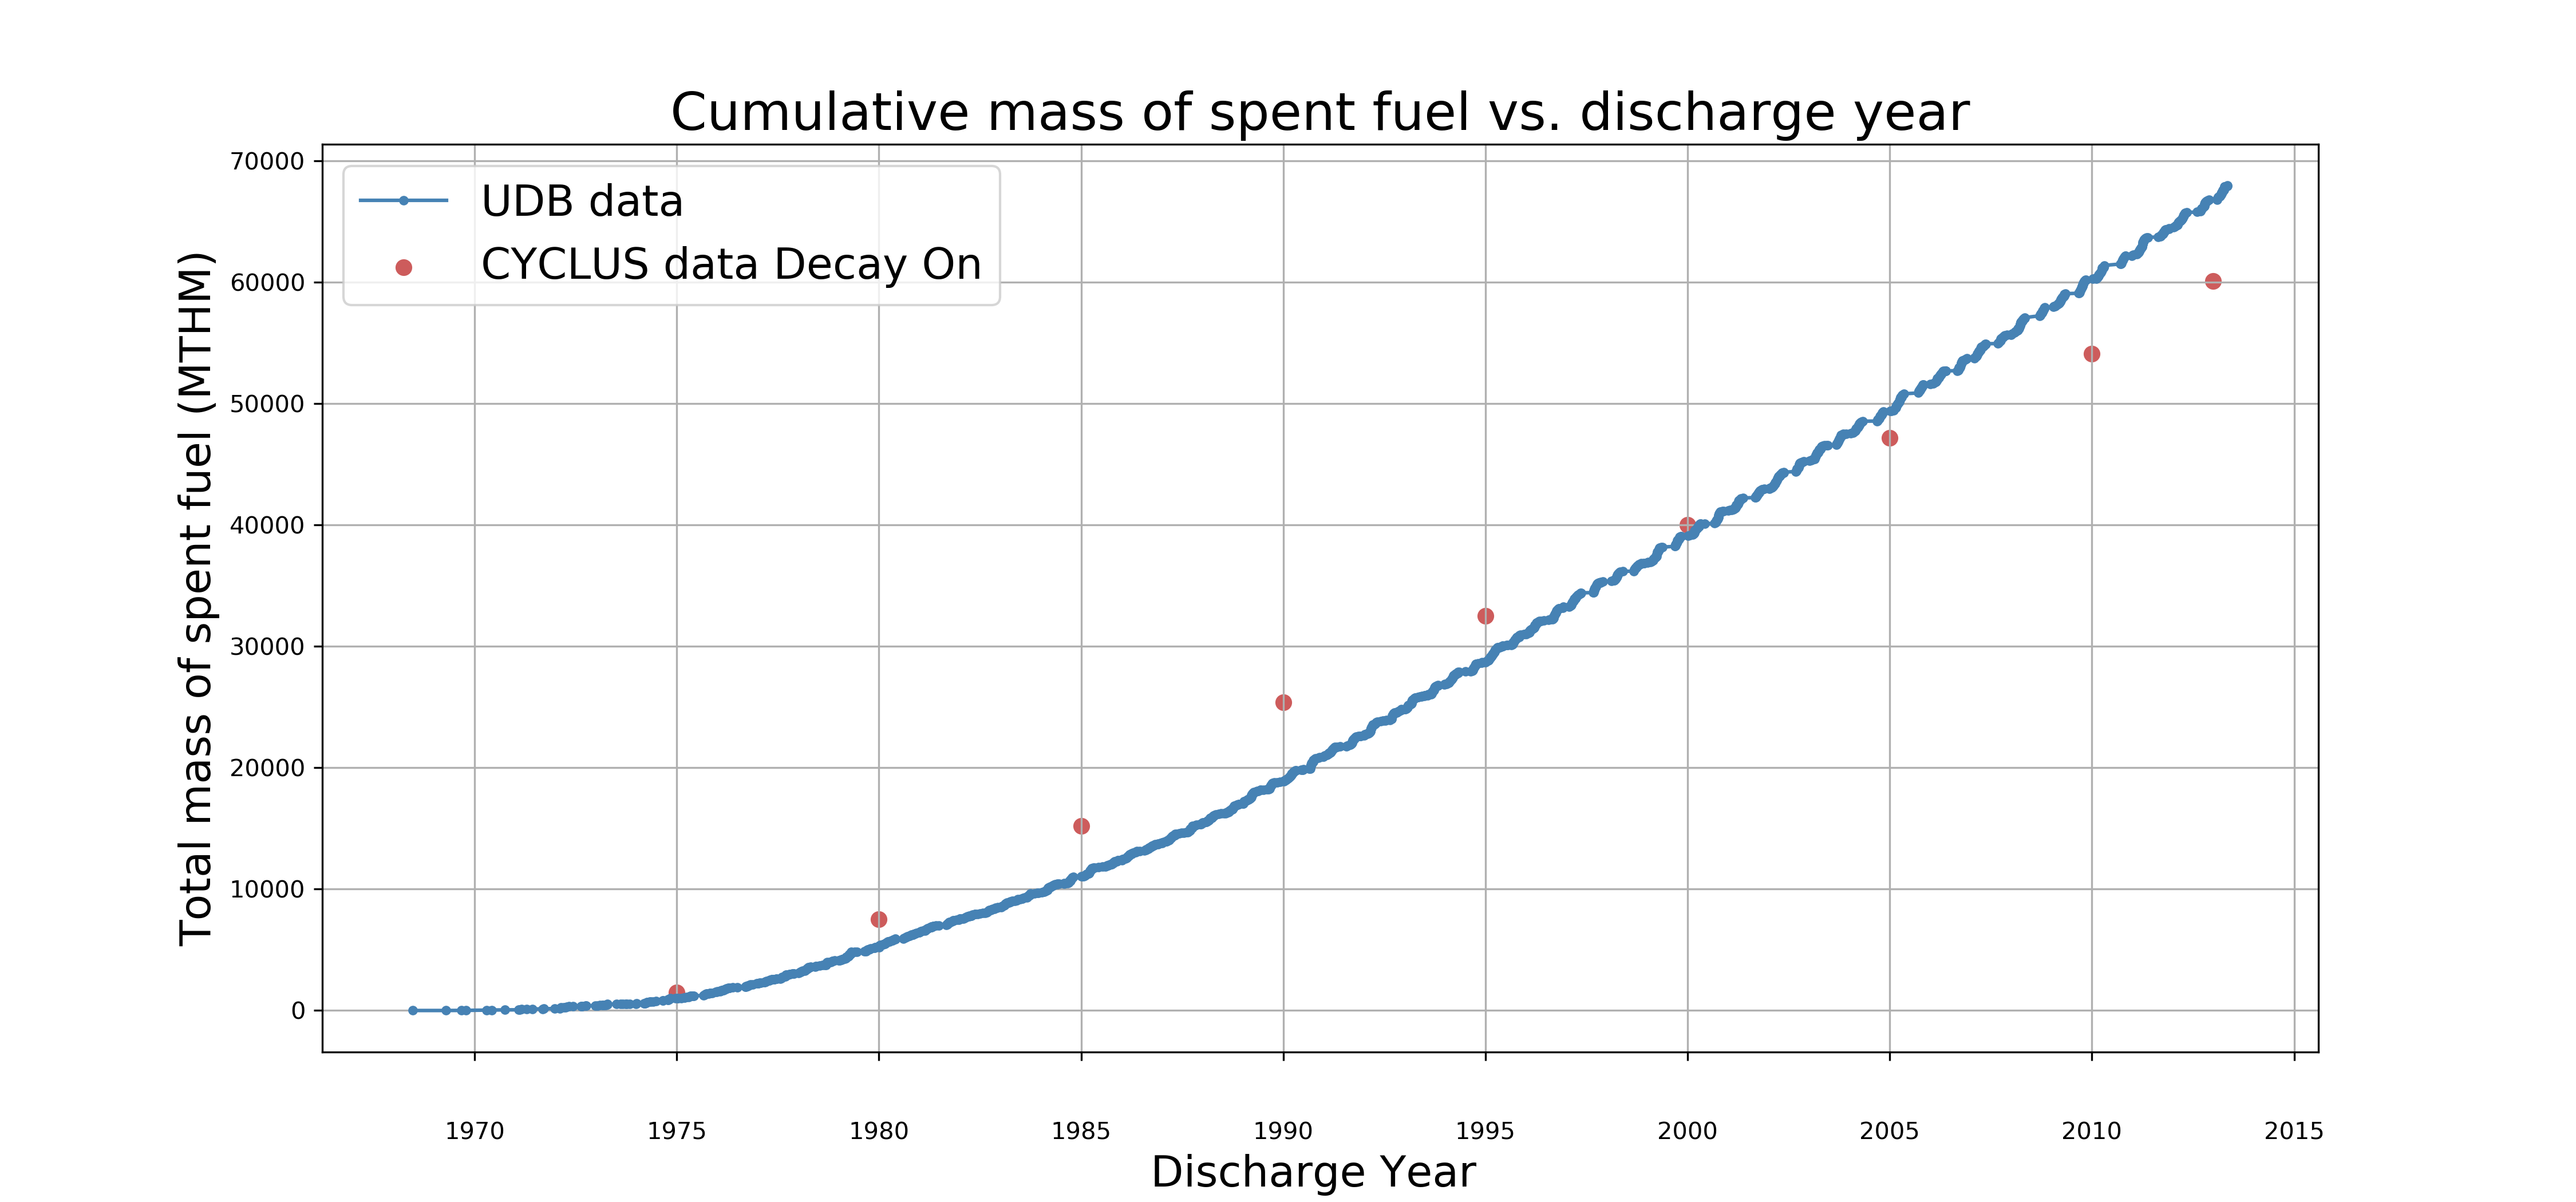 Cumulative mass of spent fuel vs. discharge year
UDB data
CYCLUS data Decay On
Total mass of spent fuel (MTHM)
70000
60000
50000
40000
30000
20000
10000
0
1970 1975 1980 1985 1990 1995 2000 2005 2010 2015
Discharge Year